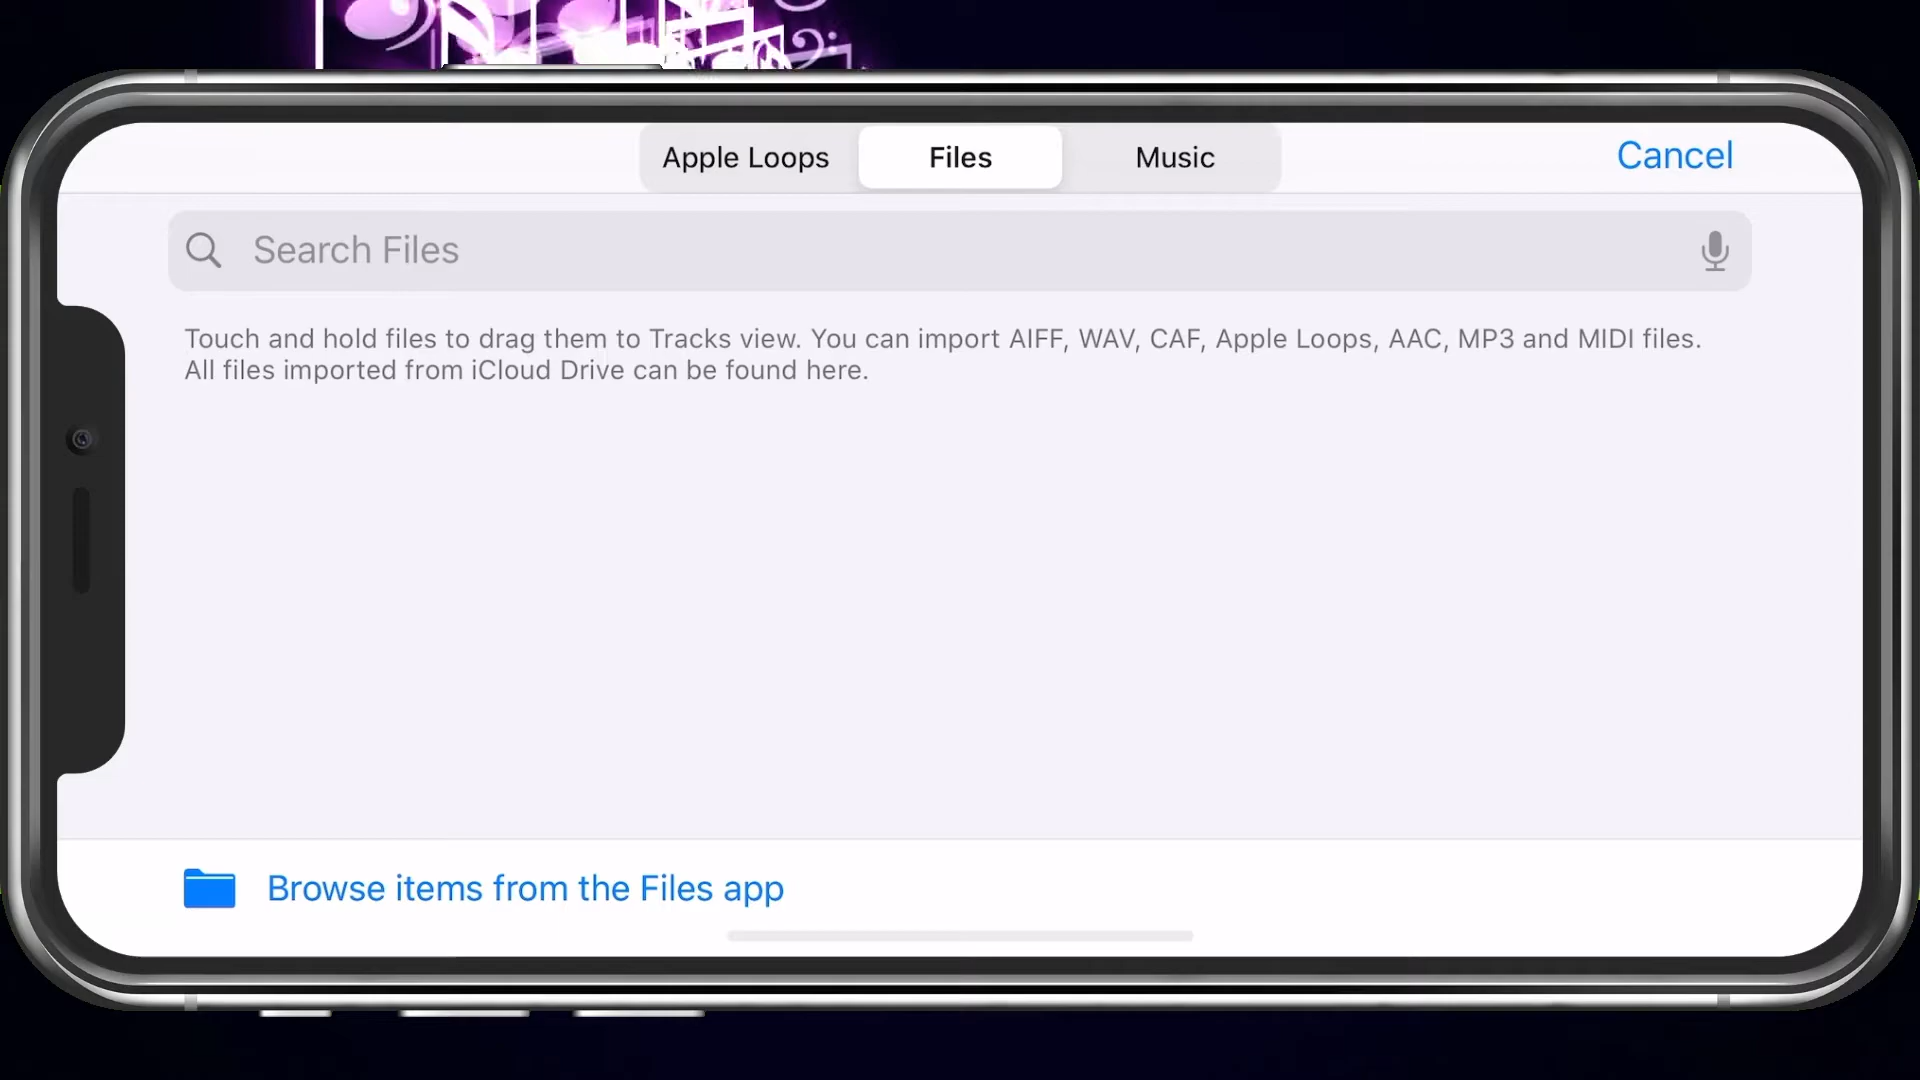 Apple Loops
Files
Music
Cancel
Search Files
Touch and hold files to drag them to Tracks view. You can import AIFF, WAV, CAF, Apple Loops, AAC, MP3 and MIDI files.
All files imported from iCloud Drive can be found here.
Browse items from the Files app